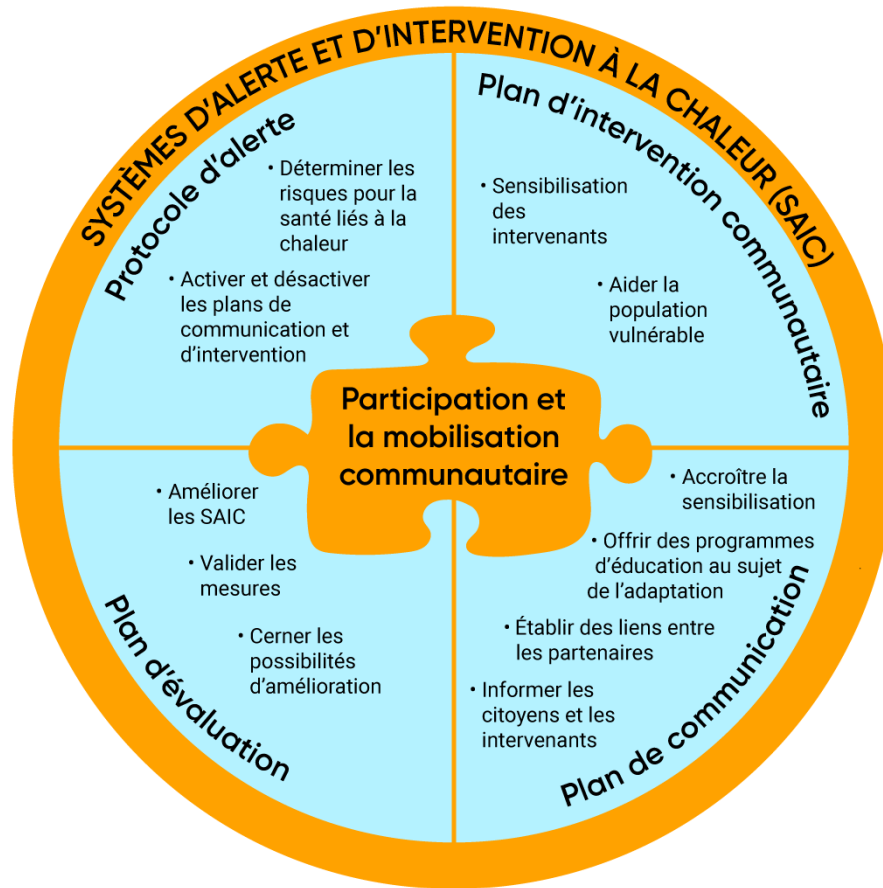 SYSTÈMES D'ALERTE ET D'INTERVENTION À LA CHALEUR (SAIC)
Protocole d'alerte
• Déterminer les
risques pour la
santé liés à la
chaleur
• Activer et désactiver
les plans de
communication et
d'intervention
Plan d'intervention communautaire
• Sensibilisation
des
intervenants
• Aider la
population
vulnérable
Participation et
la mobilisation
communautaire
Plan d'évaluation
• Améliorer
les SAIC
• Valider les
mesures
• Cerner les
possibilités
d'amélioration
Plan de communication
• Accroître la
sensibilisation
• Offrir des programmes
d'éducation au sujet
de l'adaptation
• Établir des liens entre
les partenaires
• Informer les
citoyens et les
intervenants